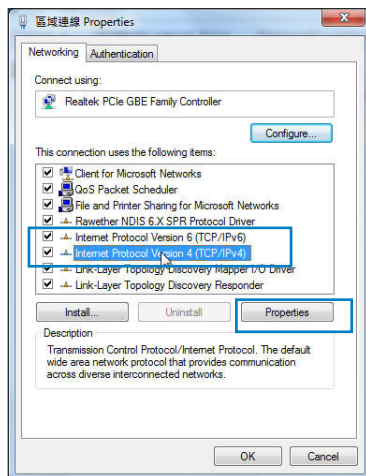 區域連線 Properties
Networking
Authentication
Connect using:
Realtek PCIe GBE Family Controller
Configure...
This connection uses the following items:
Client for Microsoft Networks
QoS Packet Scheduler
File and Printer Sharing for Microsoft Networks
Rawether NDIS 6.X SPR Protocol Driver
Internet Protocol Version 6 (TCP/IPv6)
Internet Protocol Version 4 (TCP/IPv4)
Link-Layer Topology Discovery Mapper I/O Driver
Link-Layer Topology Discovery Responder
Install...
Uninstall
Properties
Description
Transmission Control Protocol/Internet Protocol. The default
wide area network protocol that provides communication
across diverse interconnected networks.
OK
Cancel